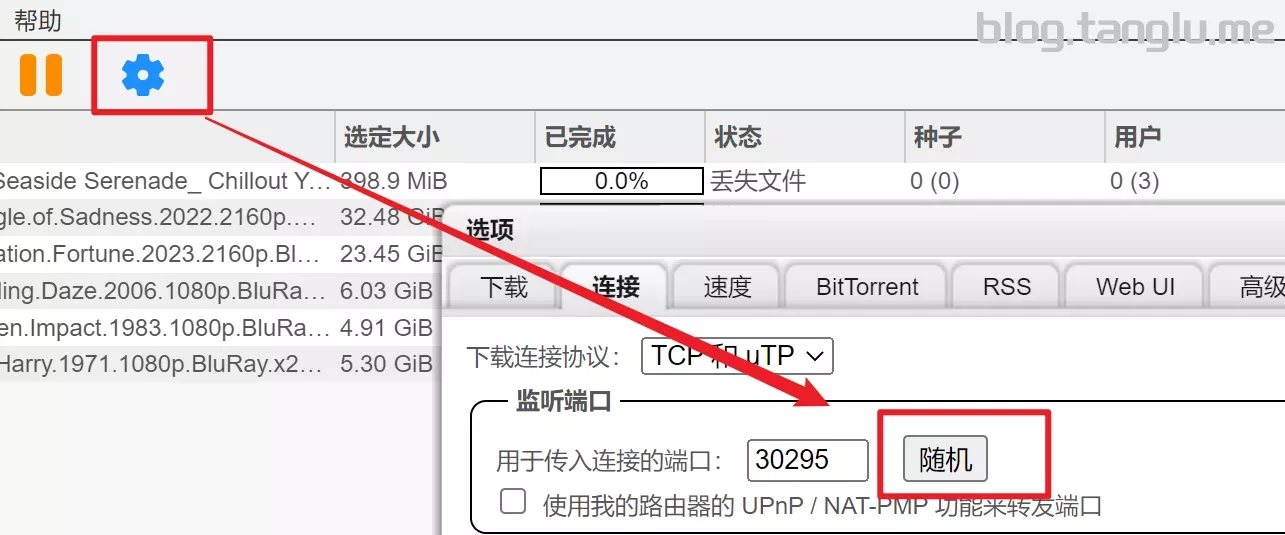 帮助
blog.tanglu.me
选定大小 已完成 状态 种子 用户
Seaside Serenade_ Chillout Y... 398.9 MiB 0.0% 丢失文件 0 (0) 0 (3)
gle.of.Sadness.2022.2160p.... 32.48 GiB
ation.Fortune.2023.2160p.Bl... 23.45 GiB
ling.Daze.2006.1080p.BluRa... 6.03 GiB
en.Impact.1983.1080p.BluRa... 4.91 GiB
Harry.1971.1080p.BluRay.x2... 5.30 GiB
选项
下载 连接 速度 BitTorrent RSS Web UI 高级
下载连接协议： TCP 和 uTP
监听端口
用于传入连接的端口： 30295 随机
使用我的路由器的 UPnP / NAT-PMP 功能来转发端口